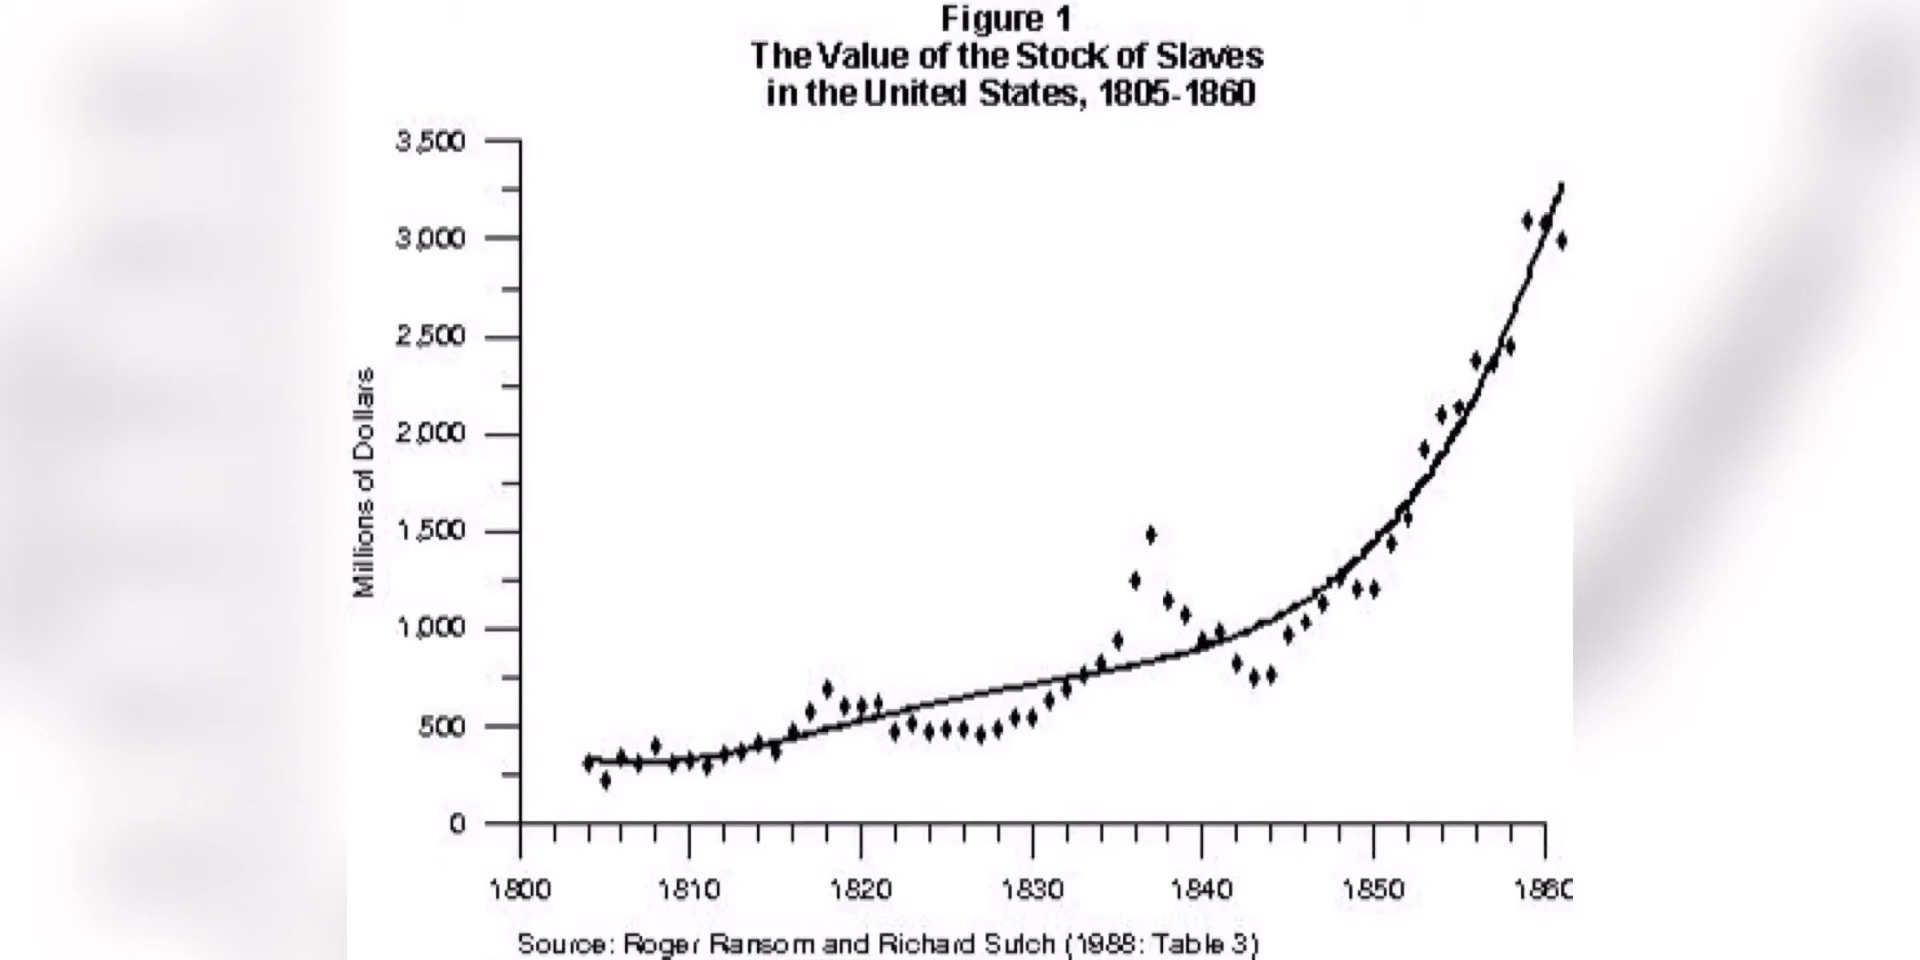 Figure 1
The Value of the Stock of Slaves
in the United States, 1805-1860
3,500
3,000
2,500
2,000
1,500
1,000
500
0
Millions of Dollars
1800 1810 1820 1830 1840 1850 1860
Source: Roger Ransom and Richard Sutch (1988: Table 3)